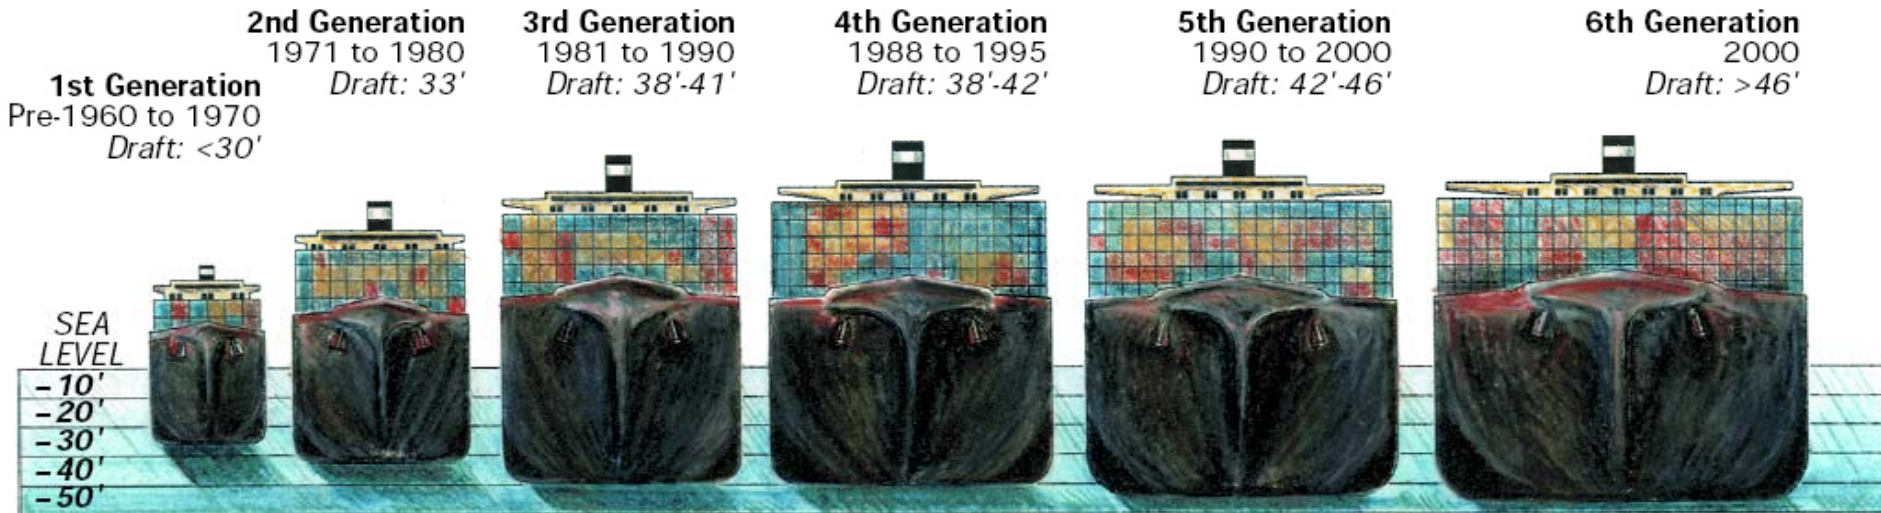 1st Generation
Pre-1960 to 1970
Draft: <30'
2nd Generation
1971 to 1980
Draft: 33'
3rd Generation
1981 to 1990
Draft: 38'-41'
4th Generation
1988 to 1995
Draft: 38'-42'
5th Generation
1990 to 2000
Draft: 42'-46'
6th Generation
2000
Draft: >46'
SEA
LEVEL
– 10'
– 20'
– 30'
– 40'
– 50'